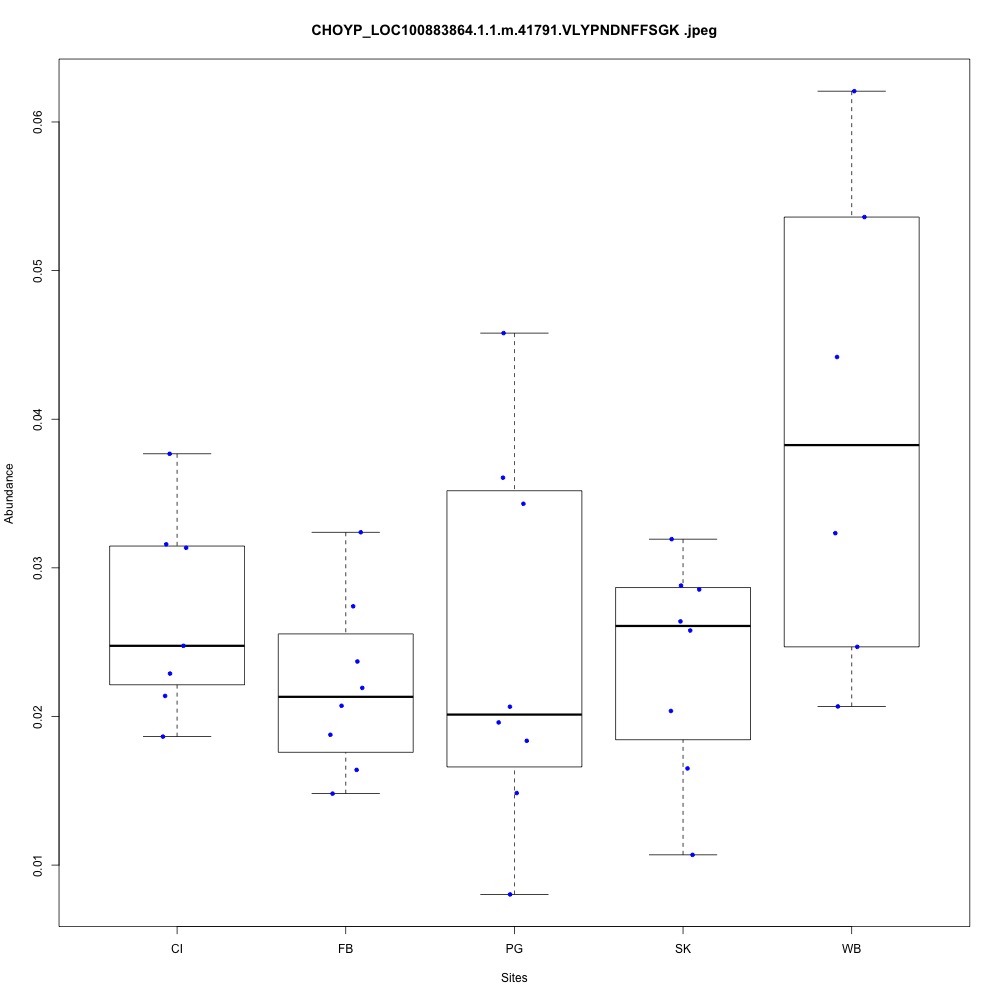 CHOYP_LOC100883864.1.1.m.41791.VLYPNDNFFSGK .jpeg
0.06
0.05
0.04
0.03
0.02
0.01
Abundance
CI FB PG SK WB
Sites